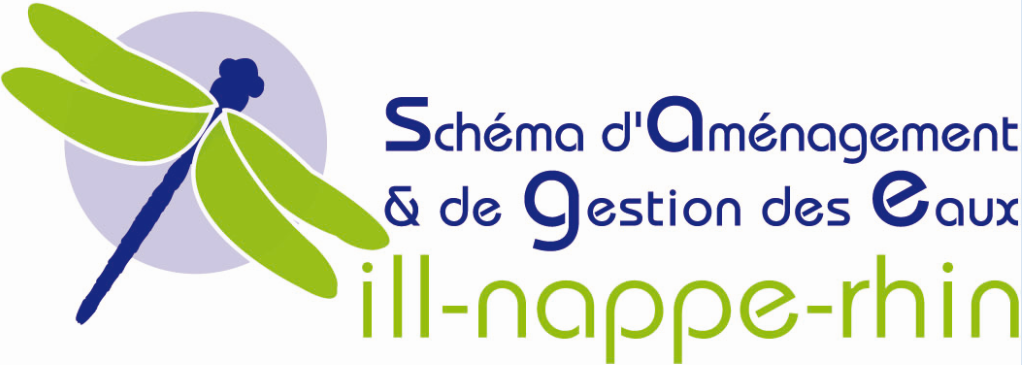 Schéma d'aménagement
& de gestion des eaux
ill-nappe-rhin